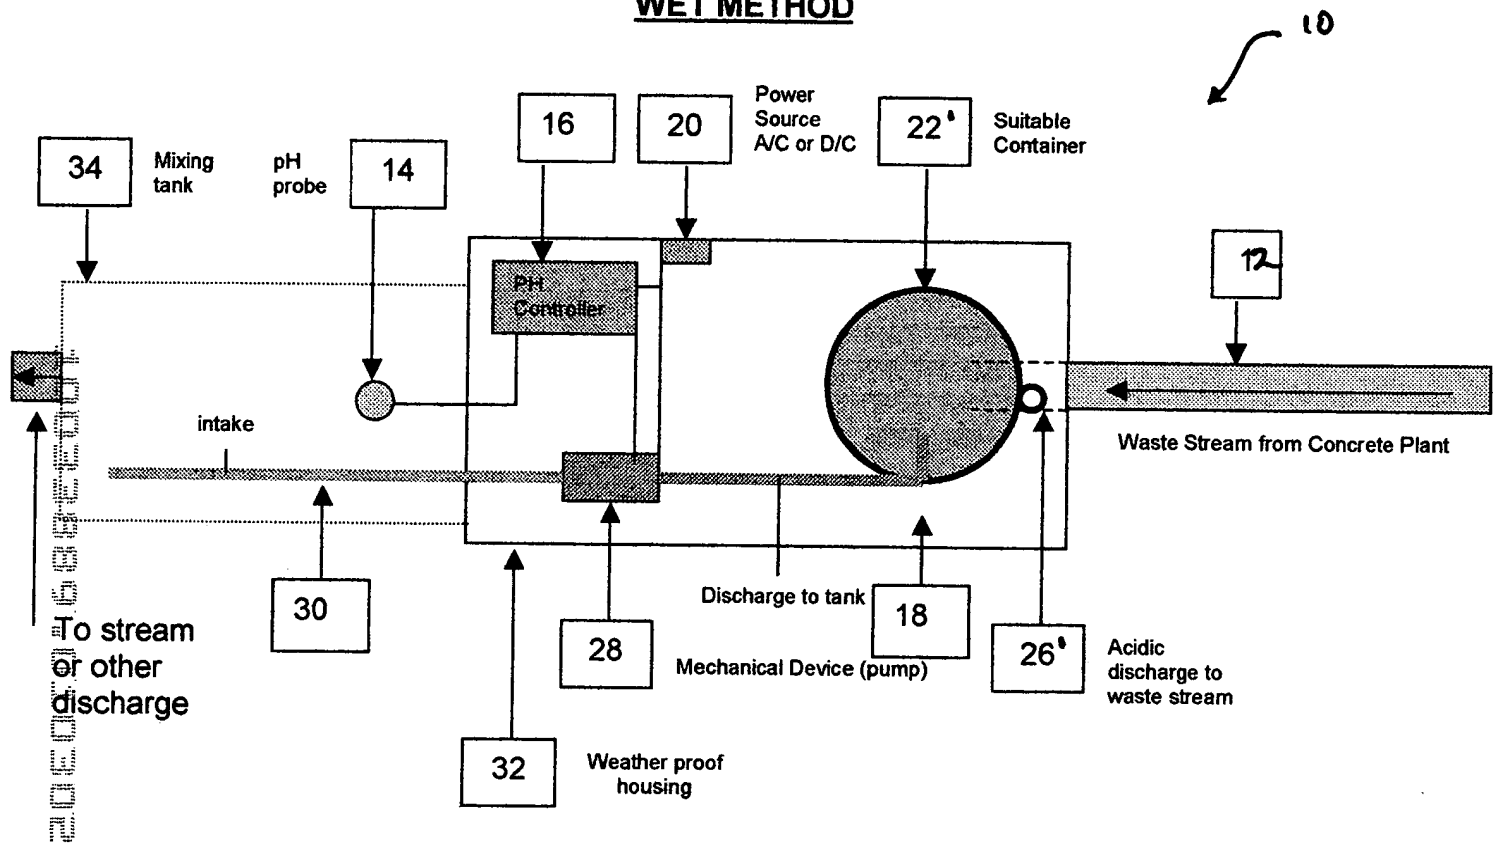 WET METHOD
10
Power
Source
A/C or D/C
16
20
22'
Suitable
Container
34
Mixing
tank
pH
probe
14
12
PH
Controller
intake
Waste Stream from Concrete Plant
30
Discharge to tank
18
To stream
or other
discharge
28
Mechanical Device (pump)
26'
Acidic
discharge to
waste stream
32
Weather proof
housing